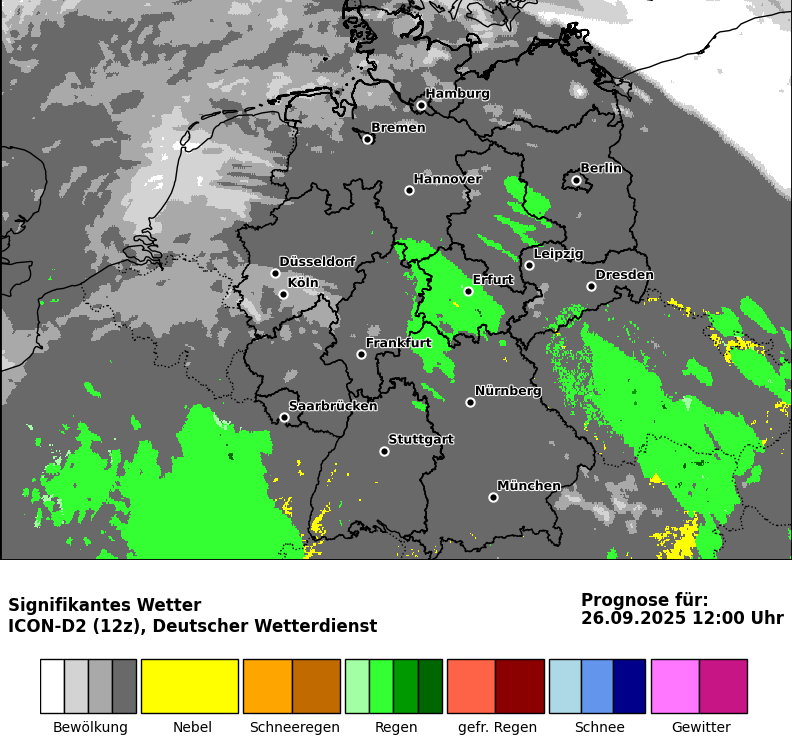 Hamburg
Bremen
Berlin
Hannover
Leipzig
Düsseldorf
Dresden
Erfurt
Köln
Frankfurt
Nürnberg
Saarbrücken
Stuttgart
München
Signifikantes Wetter
ICON-D2 (12z), Deutscher Wetterdienst
Prognose für:
26.09.2025 12:00 Uhr
Bewölkung Nebel Schneeregen Regen gefr. Regen Schnee Gewitter